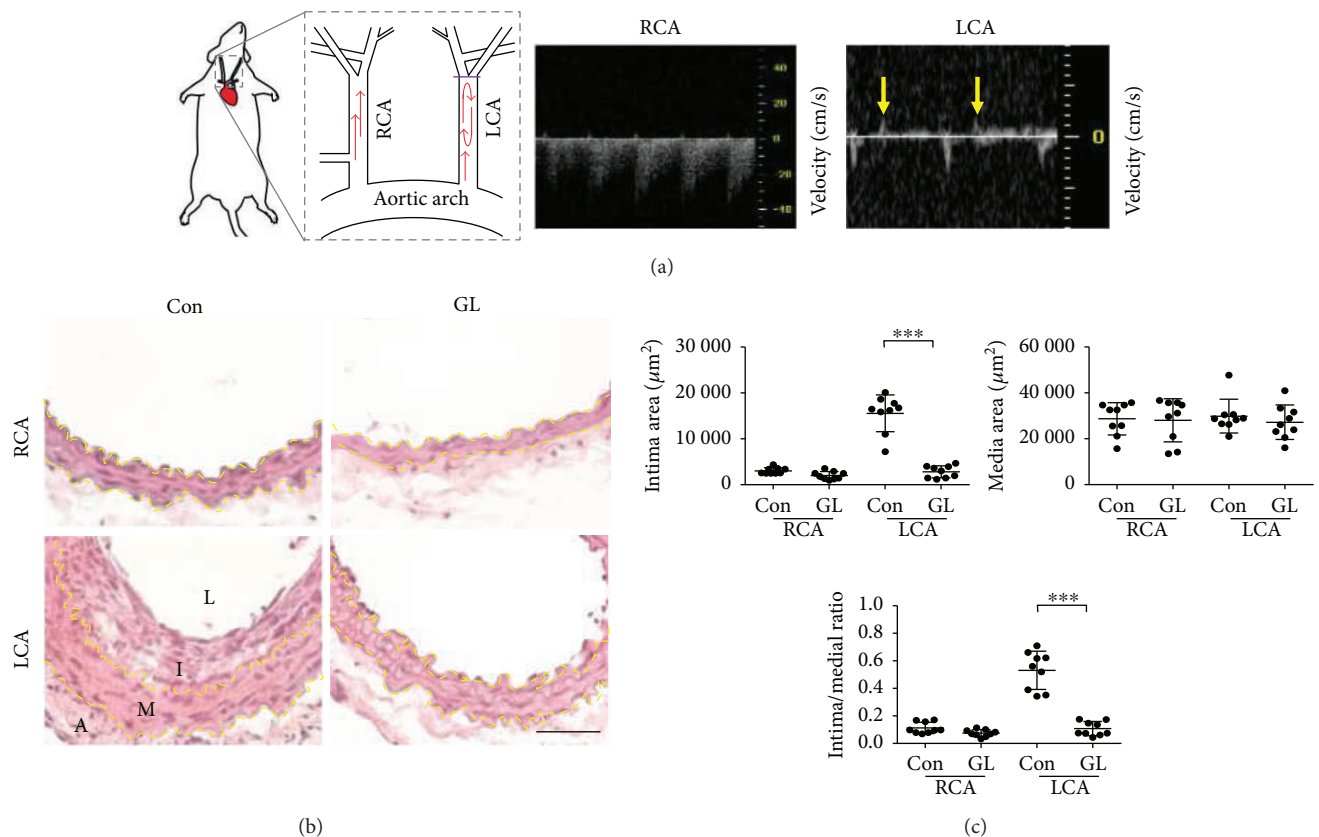 RCA
LCA
RCA
LCA
Aortic arch
40
20
0
-20
-40
Velocity (cm/s)
0
Velocity (cm/s)
(a)
Con
GL
RCA
LCA
L
I
M
A
(b)
30 000
20 000
10 000
0
Intima area (μm²)
***
Con
GL
Con
GL
RCA
LCA
60 000
40 000
20 000
0
Media area (μm²)
Con
GL
Con
GL
RCA
LCA
1.0
0.8
0.6
0.4
0.2
0.0
Intima/medial ratio
***
Con
GL
Con
GL
RCA
LCA
(c)